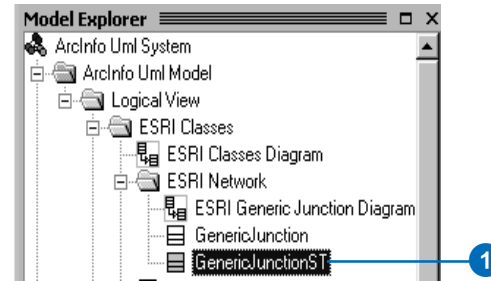 Model Explorer
ArcInfo Uml System
ArcInfo Uml Model
Logical View
ESRI Classes
ESRI Classes Diagram
ESRI Network
ESRI Generic Junction Diagram
GenericJunction
GenericJunctionST
1